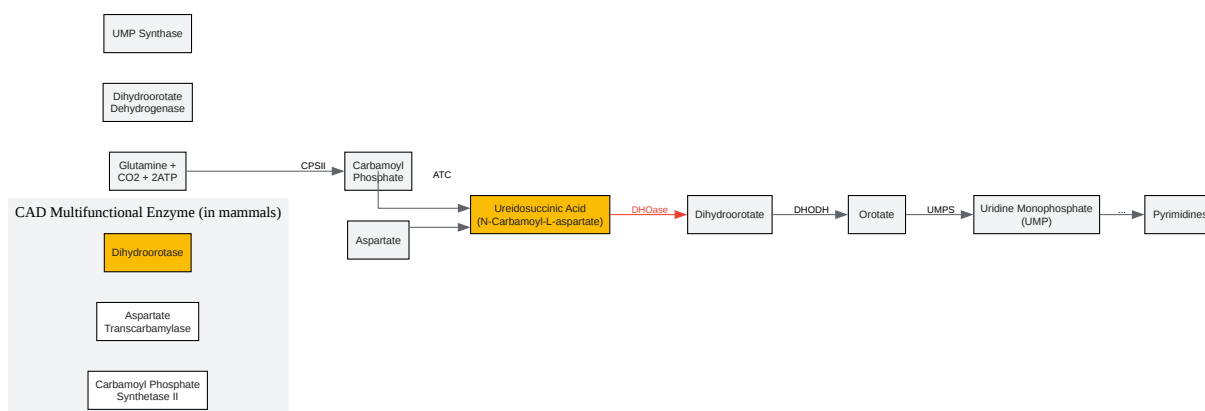 UMP Synthase
Dihydroorotate
Dehydrogenase
Glutamine +
CO2 + 2ATP
CPSII
Carbamoyl
Phosphate
ATC
CAD Multifunctional Enzyme (in mammals)
Ureidosuccinic Acid
(N-Carbamoyl-L-aspartate)
DHOase
Dihydroorotate
DHODH
Orotate
UMPS
Uridine Monophosphate
(UMP)
...
Pyrimidines
Aspartate
Dihydroorotase
Aspartate
Transcarbamylase
Carbamoyl Phosphate
Synthetase II